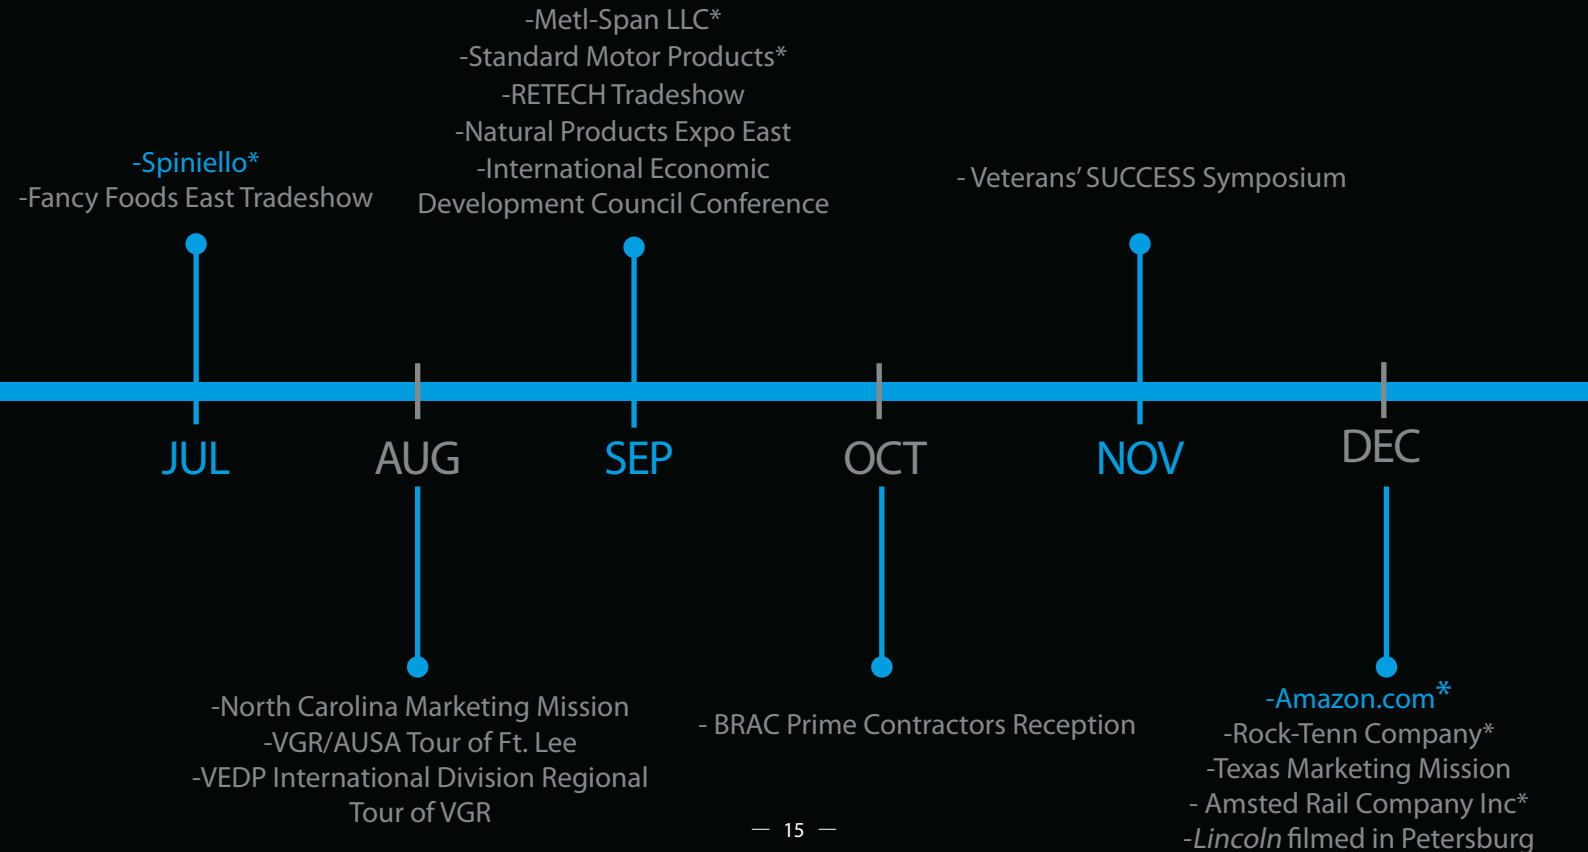 -Metl-Span LLC*
-Standard Motor Products*
-RETECH Tradeshow
-Natural Products Expo East
-International Economic
Development Council Conference
-Spiniello*
-Fancy Foods East Tradeshow
- Veterans’ SUCCESS Symposium
JUL
AUG
SEP
OCT
NOV
DEC
-North Carolina Marketing Mission
-VGR/AUSA Tour of Ft. Lee
-VEDP International Division Regional
Tour of VGR
- BRAC Prime Contractors Reception
-Amazon.com*
-Rock-Tenn Company*
-Texas Marketing Mission
- Amsted Rail Company Inc*
-Lincoln filmed in Petersburg
— 15 —